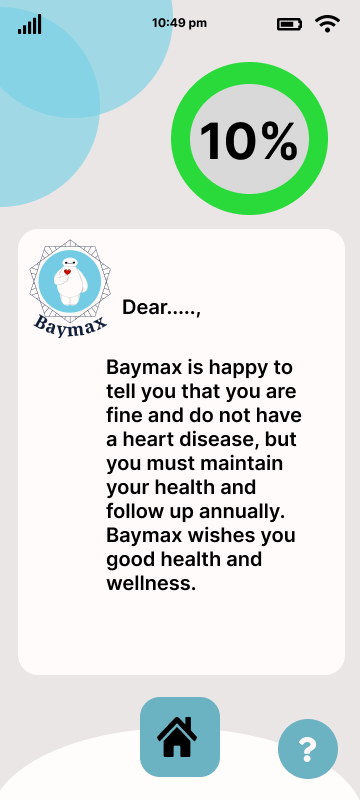 10:49 pm
10%
Baymax
Dear.....,
Baymax is happy to
tell you that you are
fine and do not have
a heart disease, but
you must maintain
your health and
follow up annually.
Baymax wishes you
good health and
wellness.
?